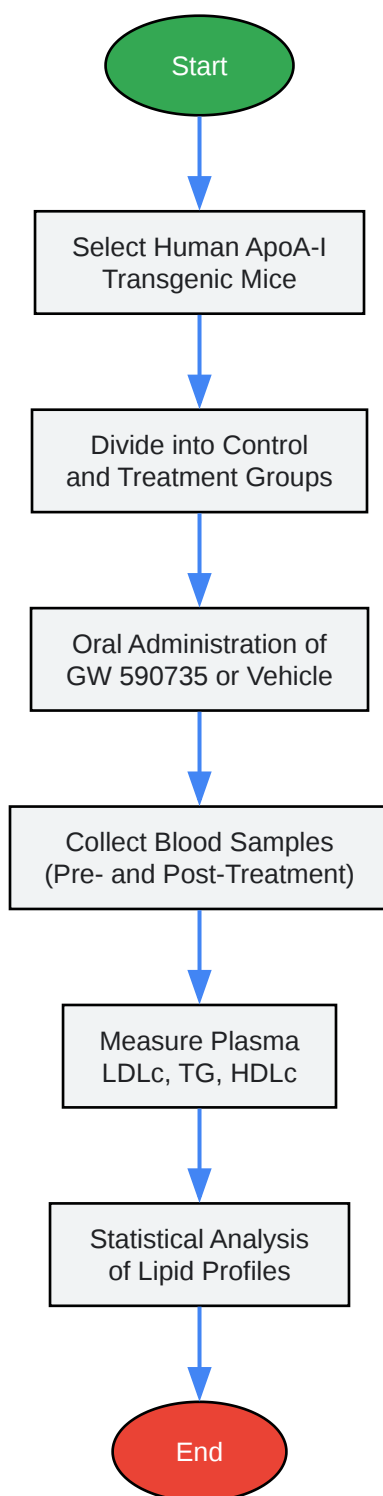 Start
Select Human ApoA-I
Transgenic Mice
Divide into Control
and Treatment Groups
Oral Administration of
GW 590735 or Vehicle
Collect Blood Samples
(Pre- and Post-Treatment)
Measure Plasma
LDLc, TG, HDLc
Statistical Analysis
of Lipid Profiles
End